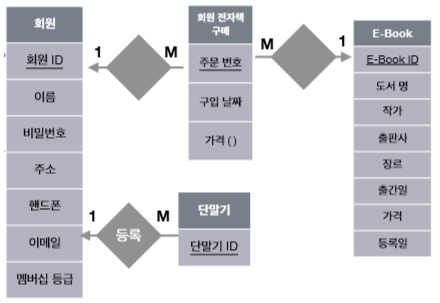 회원
회원 ID
이름
비밀번호
주소
핸드폰
이메일
멤버십 등급
1
M
회원 전자책
구매
주문 번호
구입 날짜
가격 ( )
M
1
E-Book
E-Book ID
도서 명
작가
출판사
장르
출간일
가격
등록일
1
등록
M
단말기
단말기 ID